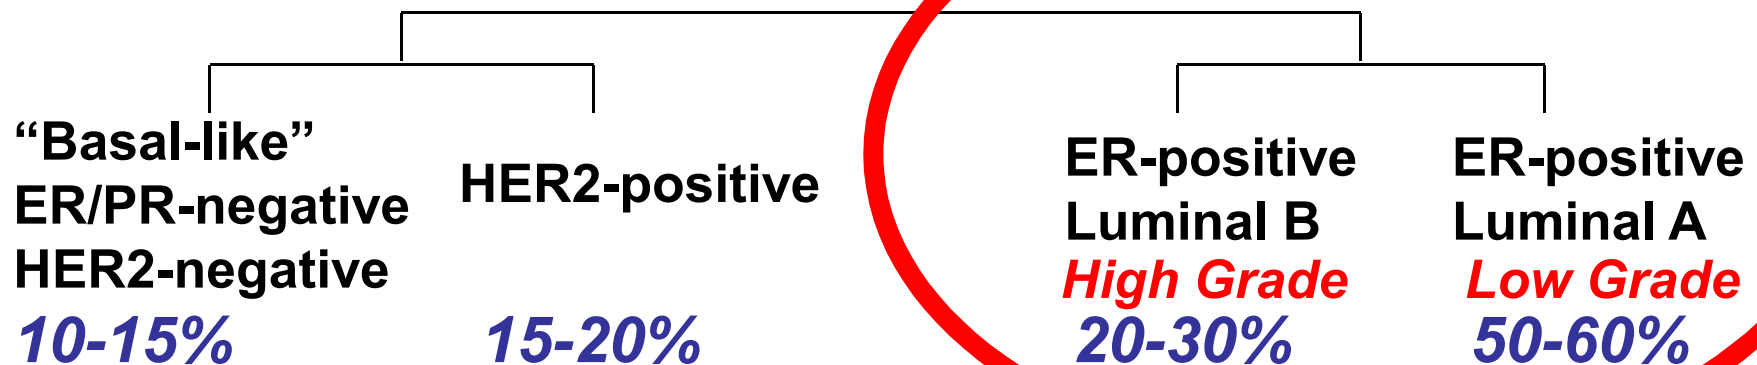 “Basal-like”
ER/PR-negative
HER2-negative
10-15%
HER2-positive
15-20%
ER-positive
Luminal B
High Grade
20-30%
ER-positive
Luminal A
Low Grade
50-60%